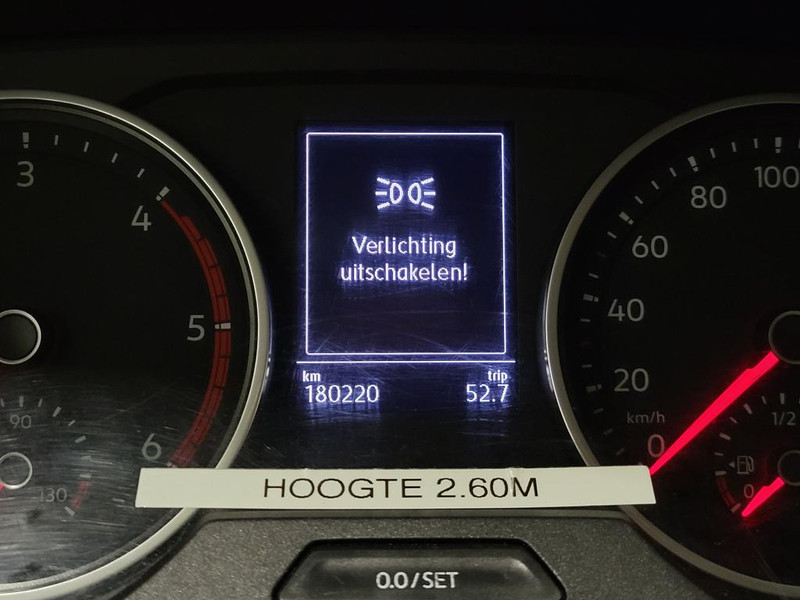 3
4
5
6
90
130
Verlichting
uitschakelen!
km trip
180220 52.7
100
80
60
40
20
km/h
0
1/2
0
HOOGTE 2.60M
0.0/SET